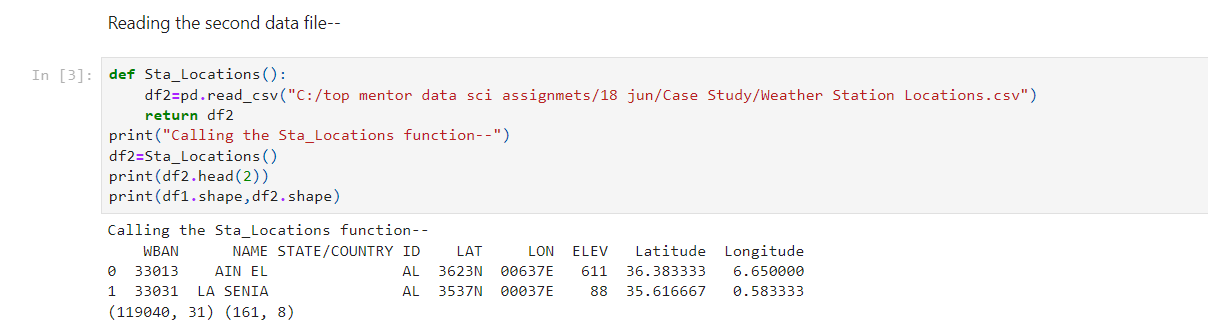 Reading the second data file--
In [3]:
def Sta_Locations():
    df2=pd.read_csv("C:/top mentor data sci assignmets/18 jun/Case Study/Weather Station Locations.csv")
    return df2
print("Calling the Sta_Locations function--")
df2=Sta_Locations()
print(df2.head(2))
print(df1.shape,df2.shape)
Calling the Sta_Locations function--
    WBAN      NAME STATE/COUNTRY ID    LAT     LON  ELEV   Latitude  Longitude
0  33013    AIN EL               AL  3623N  00637E   611  36.383333   6.650000
1  33031  LA SENIA               AL  3537N  00037E    88  35.616667   0.583333
(119040, 31) (161, 8)